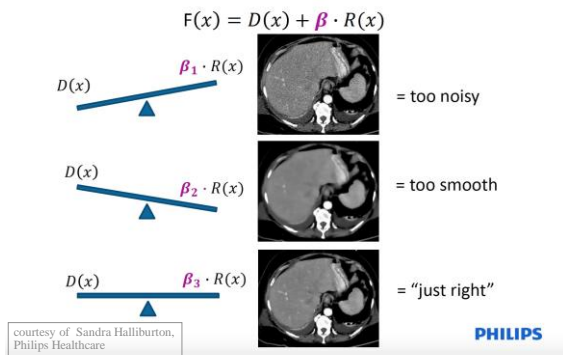 F(x) = D(x) + β · R(x)
β₁ · R(x)
D(x)
= too noisy
D(x)
β₂ · R(x)
= too smooth
D(x)
β₃ · R(x)
= “just right”
courtesy of Sandra Halliburton,
Philips Healthcare
PHILIPS